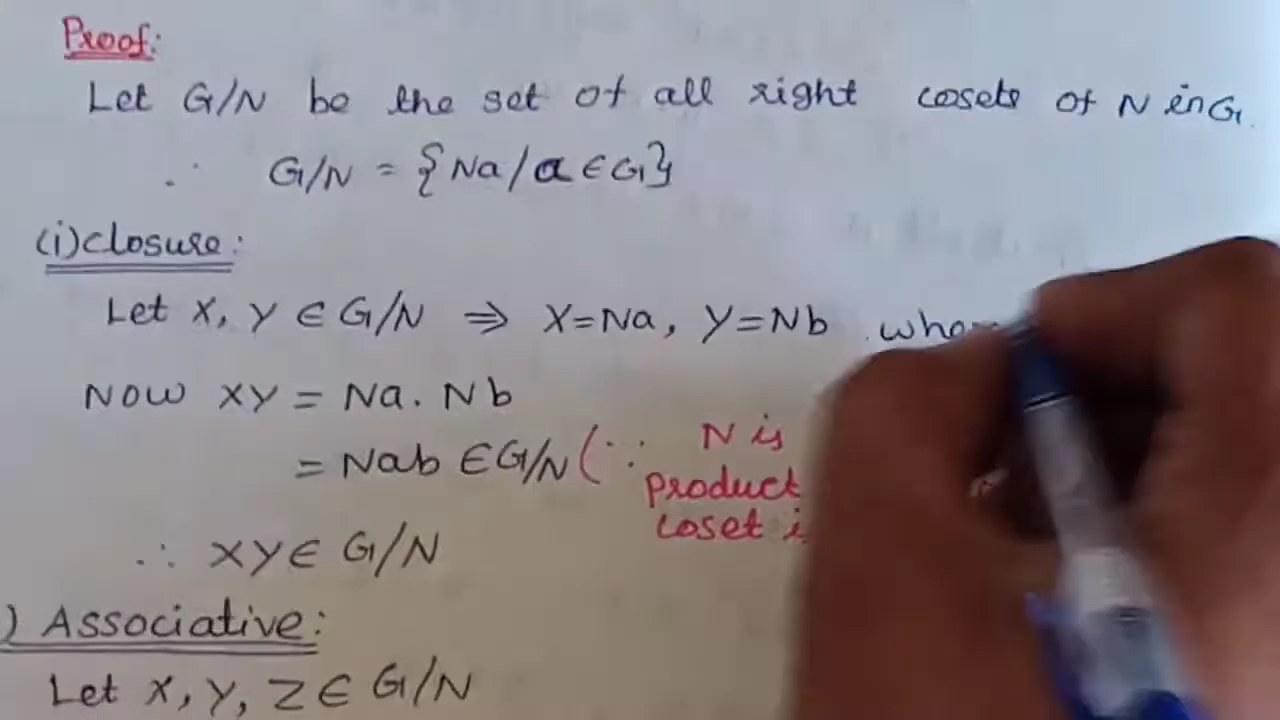 Proof:
Let G/N be the set of all right cosets of N in G.
∴ G/N = {Na/a ∈ G}
(i) closure:
Let X, Y ∈ G/N ⇒ X=Na, Y=Nb
Now XY = Na. Nb
= Nab ∈ G/N (∵ N is
product
coset
∴ XY ∈ G/N
) Associative:
Let X, Y, Z ∈ G/N